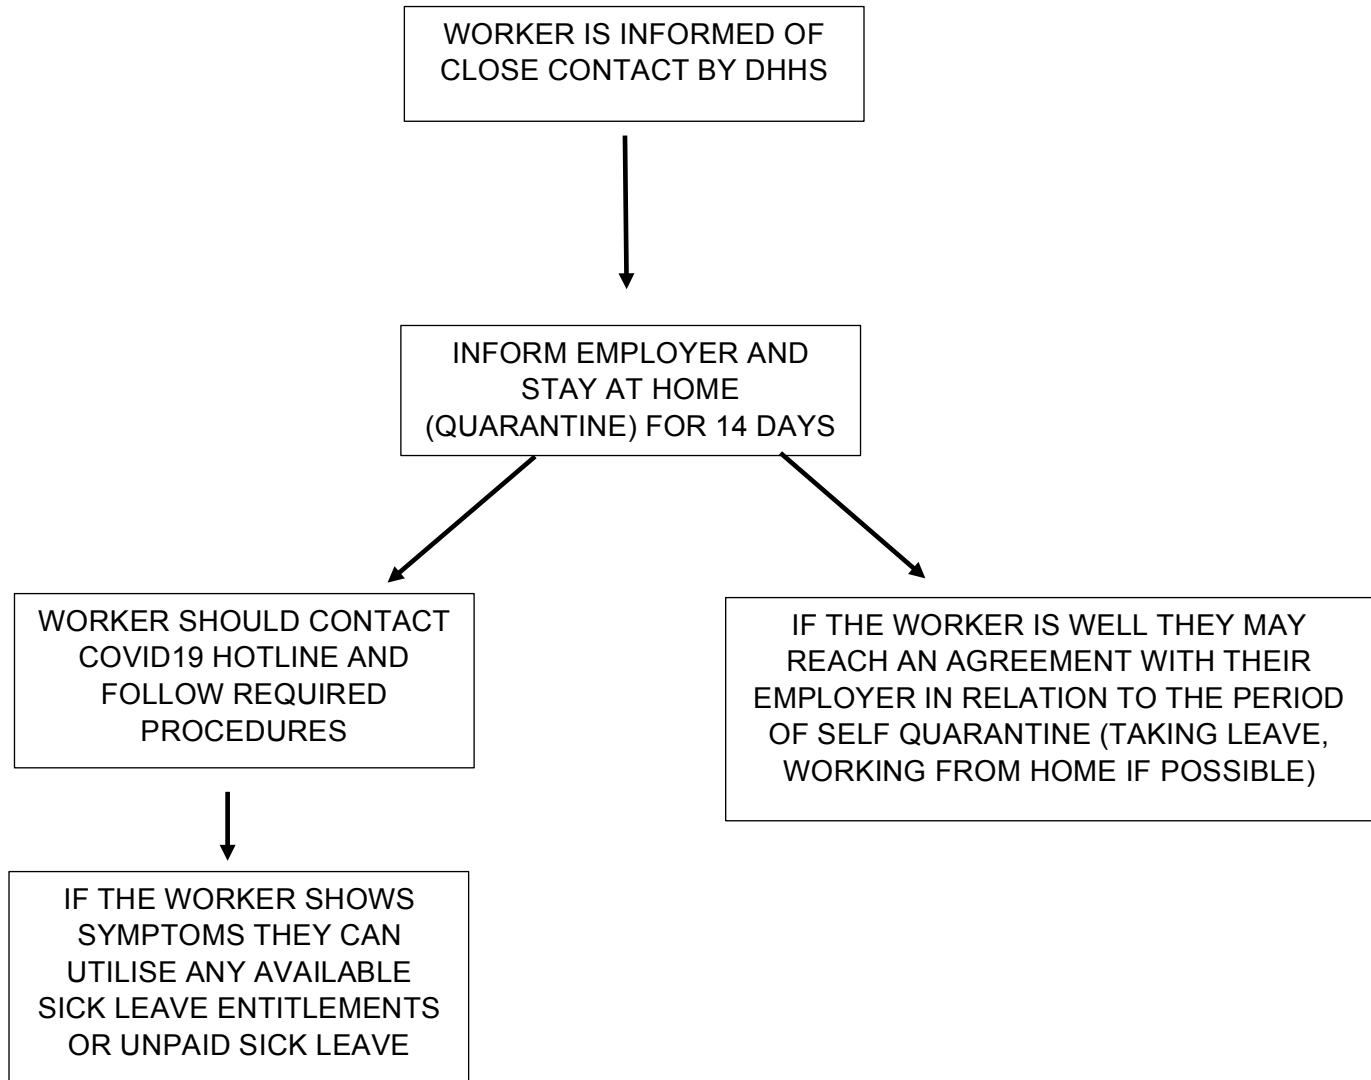 WORKER IS INFORMED OF
CLOSE CONTACT BY DHHS
INFORM EMPLOYER AND
STAY AT HOME
(QUARANTINE) FOR 14 DAYS
WORKER SHOULD CONTACT
COVID19 HOTLINE AND
FOLLOW REQUIRED
PROCEDURES
IF THE WORKER IS WELL THEY MAY
REACH AN AGREEMENT WITH THEIR
EMPLOYER IN RELATION TO THE PERIOD
OF SELF QUARANTINE (TAKING LEAVE,
WORKING FROM HOME IF POSSIBLE)
IF THE WORKER SHOWS
SYMPTOMS THEY CAN
UTILISE ANY AVAILABLE
SICK LEAVE ENTITLEMENTS
OR UNPAID SICK LEAVE